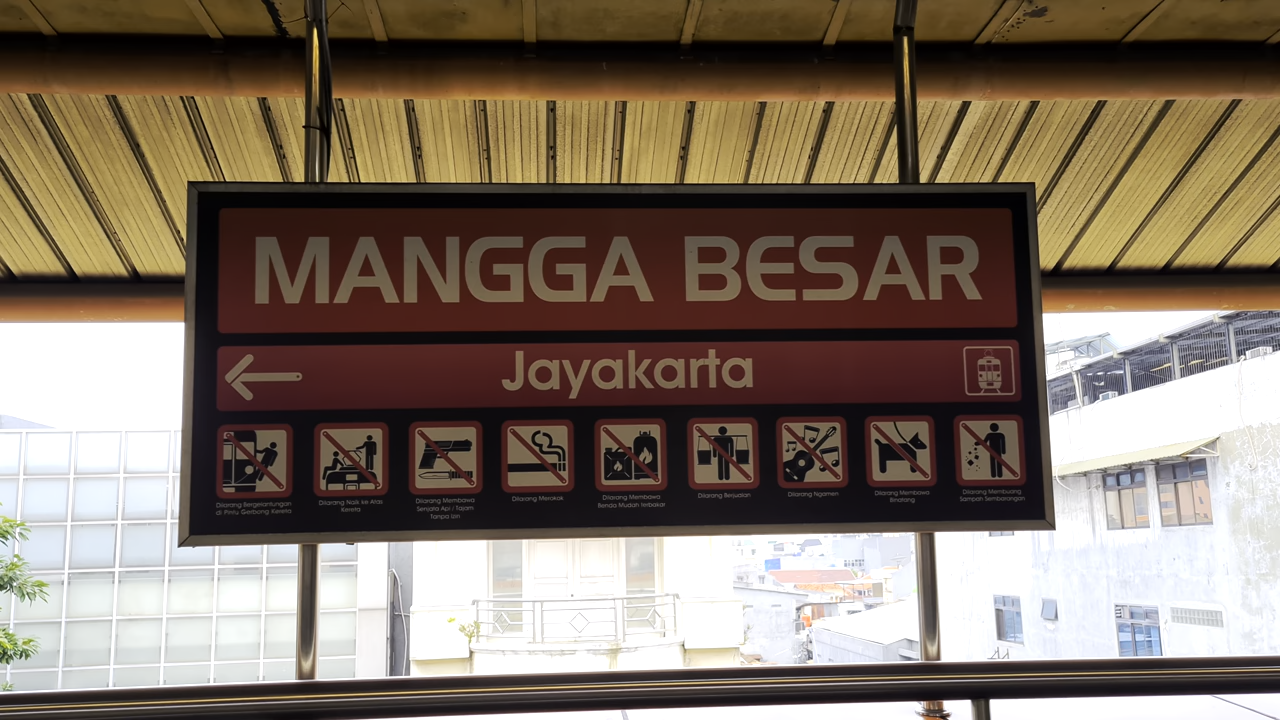 MANGGA BESAR
Jayakarta
Dilarang Bergelantungan
di Pintu Gerbong Kereta
Dilarang Naik ke Atas
Kereta
Dilarang Membawa
Senjata Api / Tajam
Tanpa Izin
Dilarang Merokok
Dilarang Membawa
Benda Mudah terbakar
Dilarang Berjualan
Dilarang Ngamen
Dilarang Membawa
Binatang
Dilarang Membuang
Sampah Sembarangan